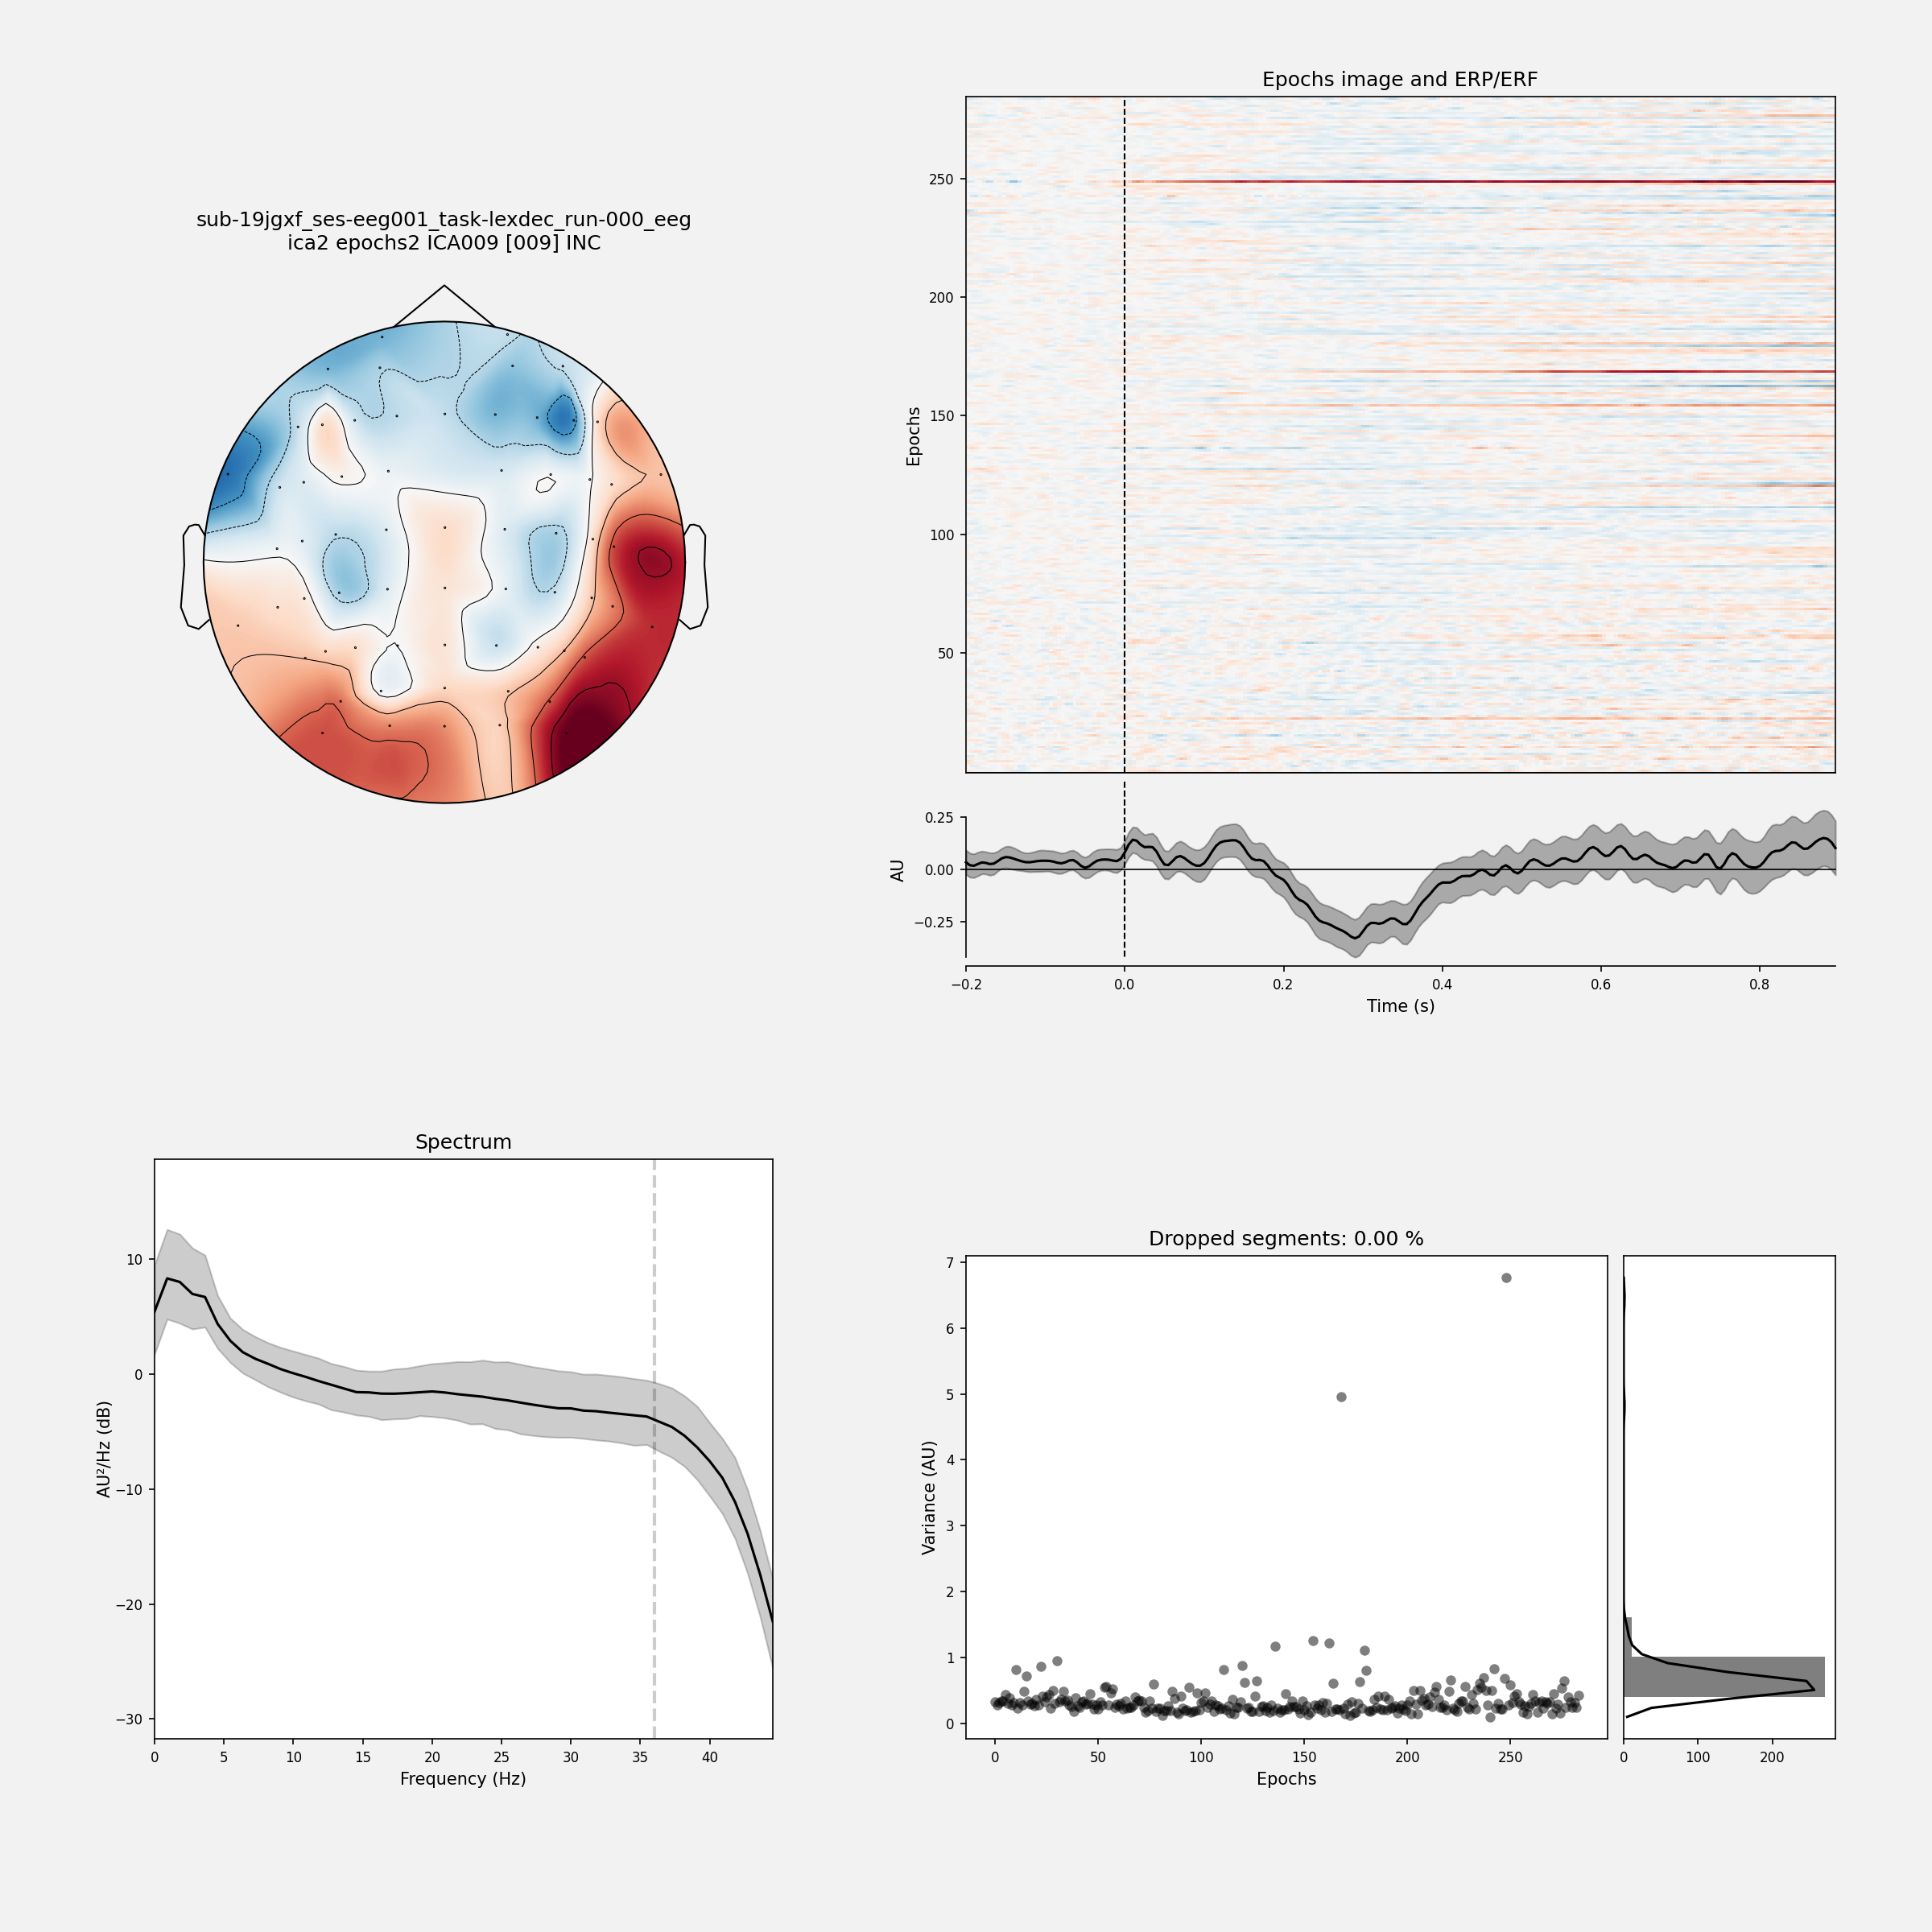 sub-19jgxf_ses-eeg001_task-lexdec_run-000_eeg
ica2 epochs2 ICA009 [009] INC
Epochs image and ERP/ERF
Epochs
250
200
150
100
50
AU
0.25
0.00
−0.25
−0.2 0.0 0.2 0.4 0.6 0.8
Time (s)
Spectrum
AU²/Hz (dB)
10
0
−10
−20
−30
0 5 10 15 20 25 30 35 40
Frequency (Hz)
Dropped segments: 0.00 %
Variance (AU)
7
6
5
4
3
2
1
0
0 50 100 150 200 250
Epochs
0 100 200